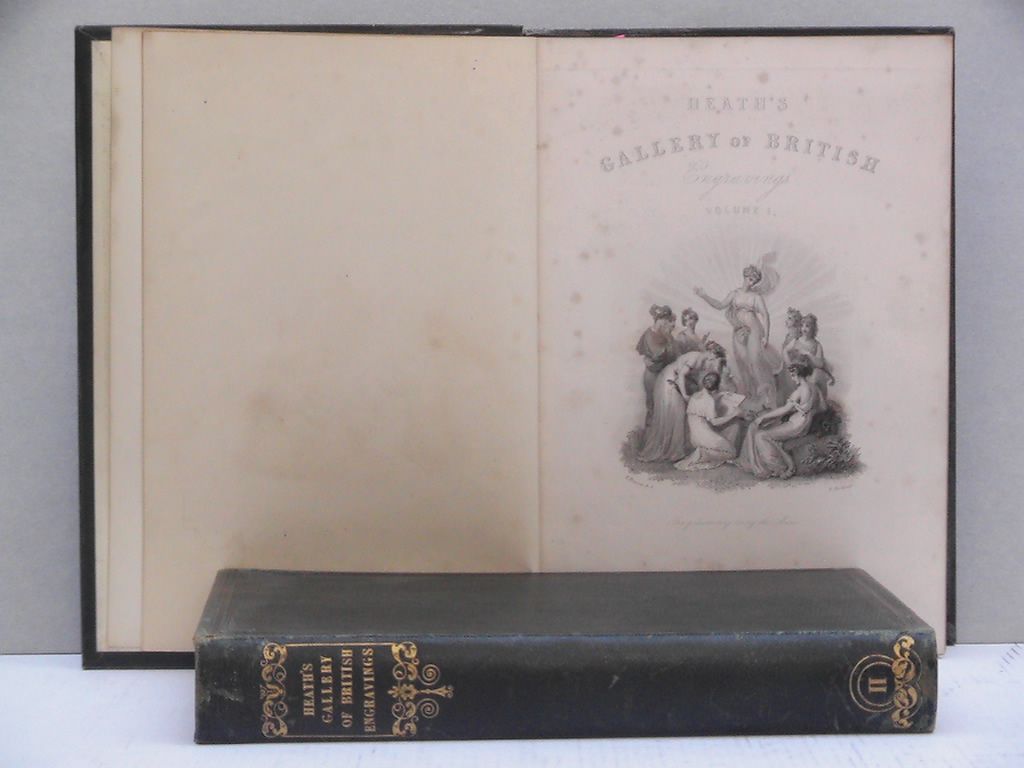 HEATH'S
GALLERY OF BRITISH
Engravings
VOLUME I.
HEATH'S
GALLERY
OF BRITISH
ENGRAVINGS
II